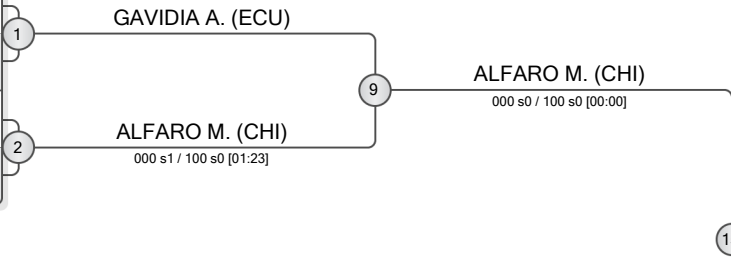 GAVIDIA A. (ECU)
1
ALFARO M. (CHI)
9
000 s0 / 100 s0 [00:00]
ALFARO M. (CHI)
2
000 s1 / 100 s0 [01:23]